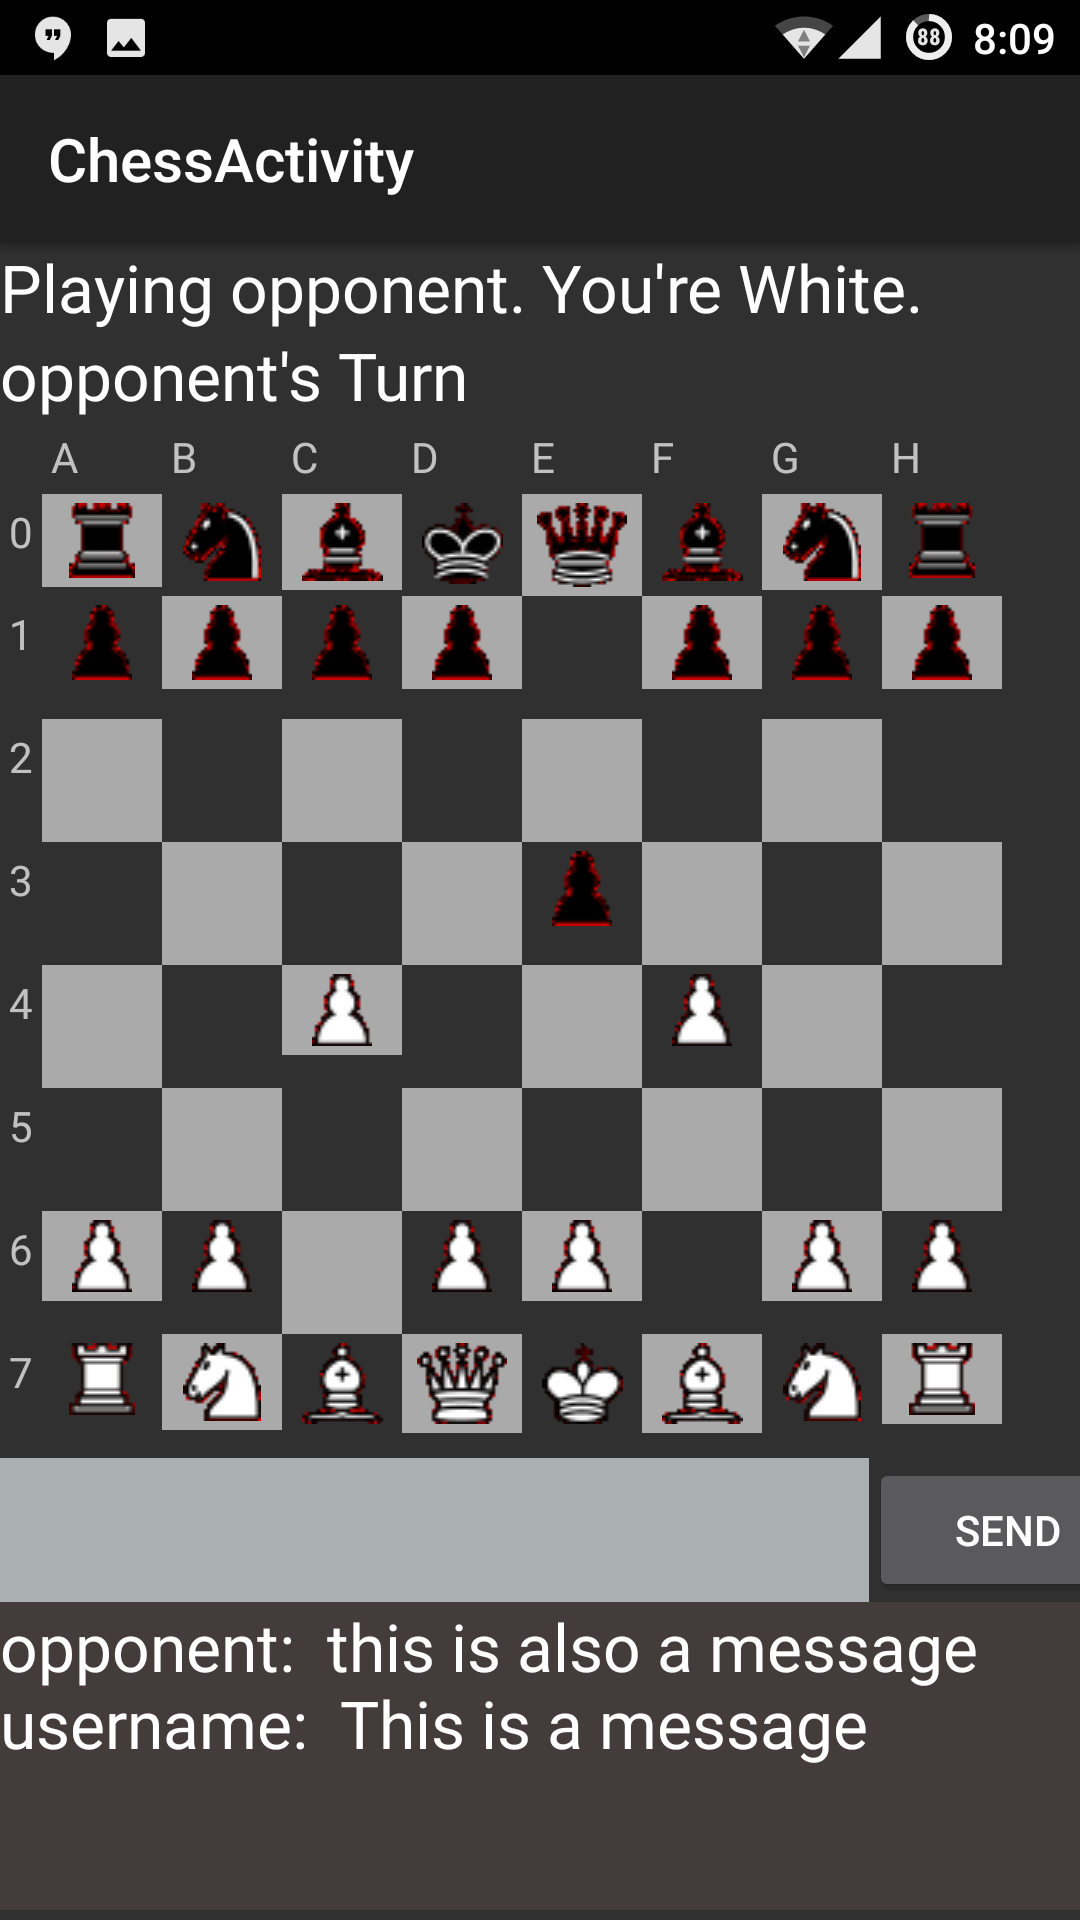 88 8:09
ChessActivity
Playing opponent. You're White.
opponent's Turn
A B C D E F G H
0
1
2
3
4
5
6
7
SEND
opponent:  this is also a message
username:  This is a message